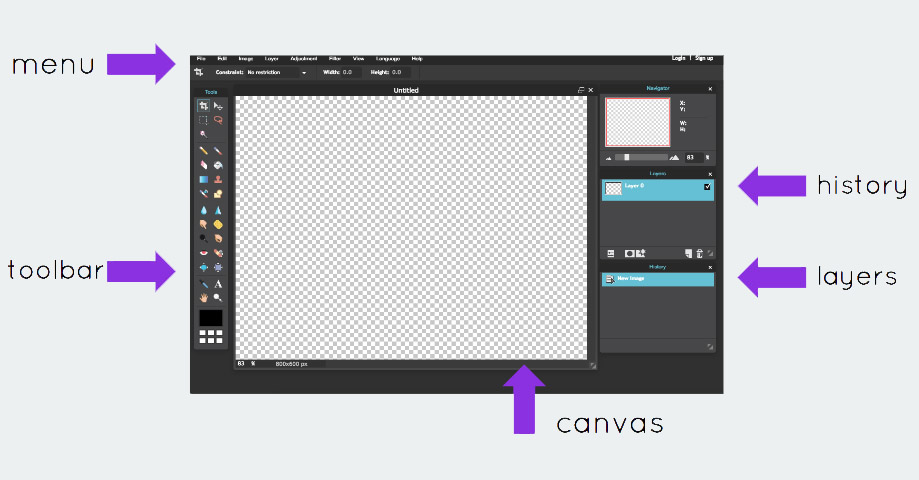 menu
File Edit Image Layer Adjustment Filter View Language Help
Login | Sign up
Constraint: No restriction Width: 0.0 Height: 0.0
Tools
Untitled
Navigator
X:
Y:
W:
H:
83 %
Layers
Layer 0
history
toolbar
History
New image
layers
83 % 800x600 px
canvas